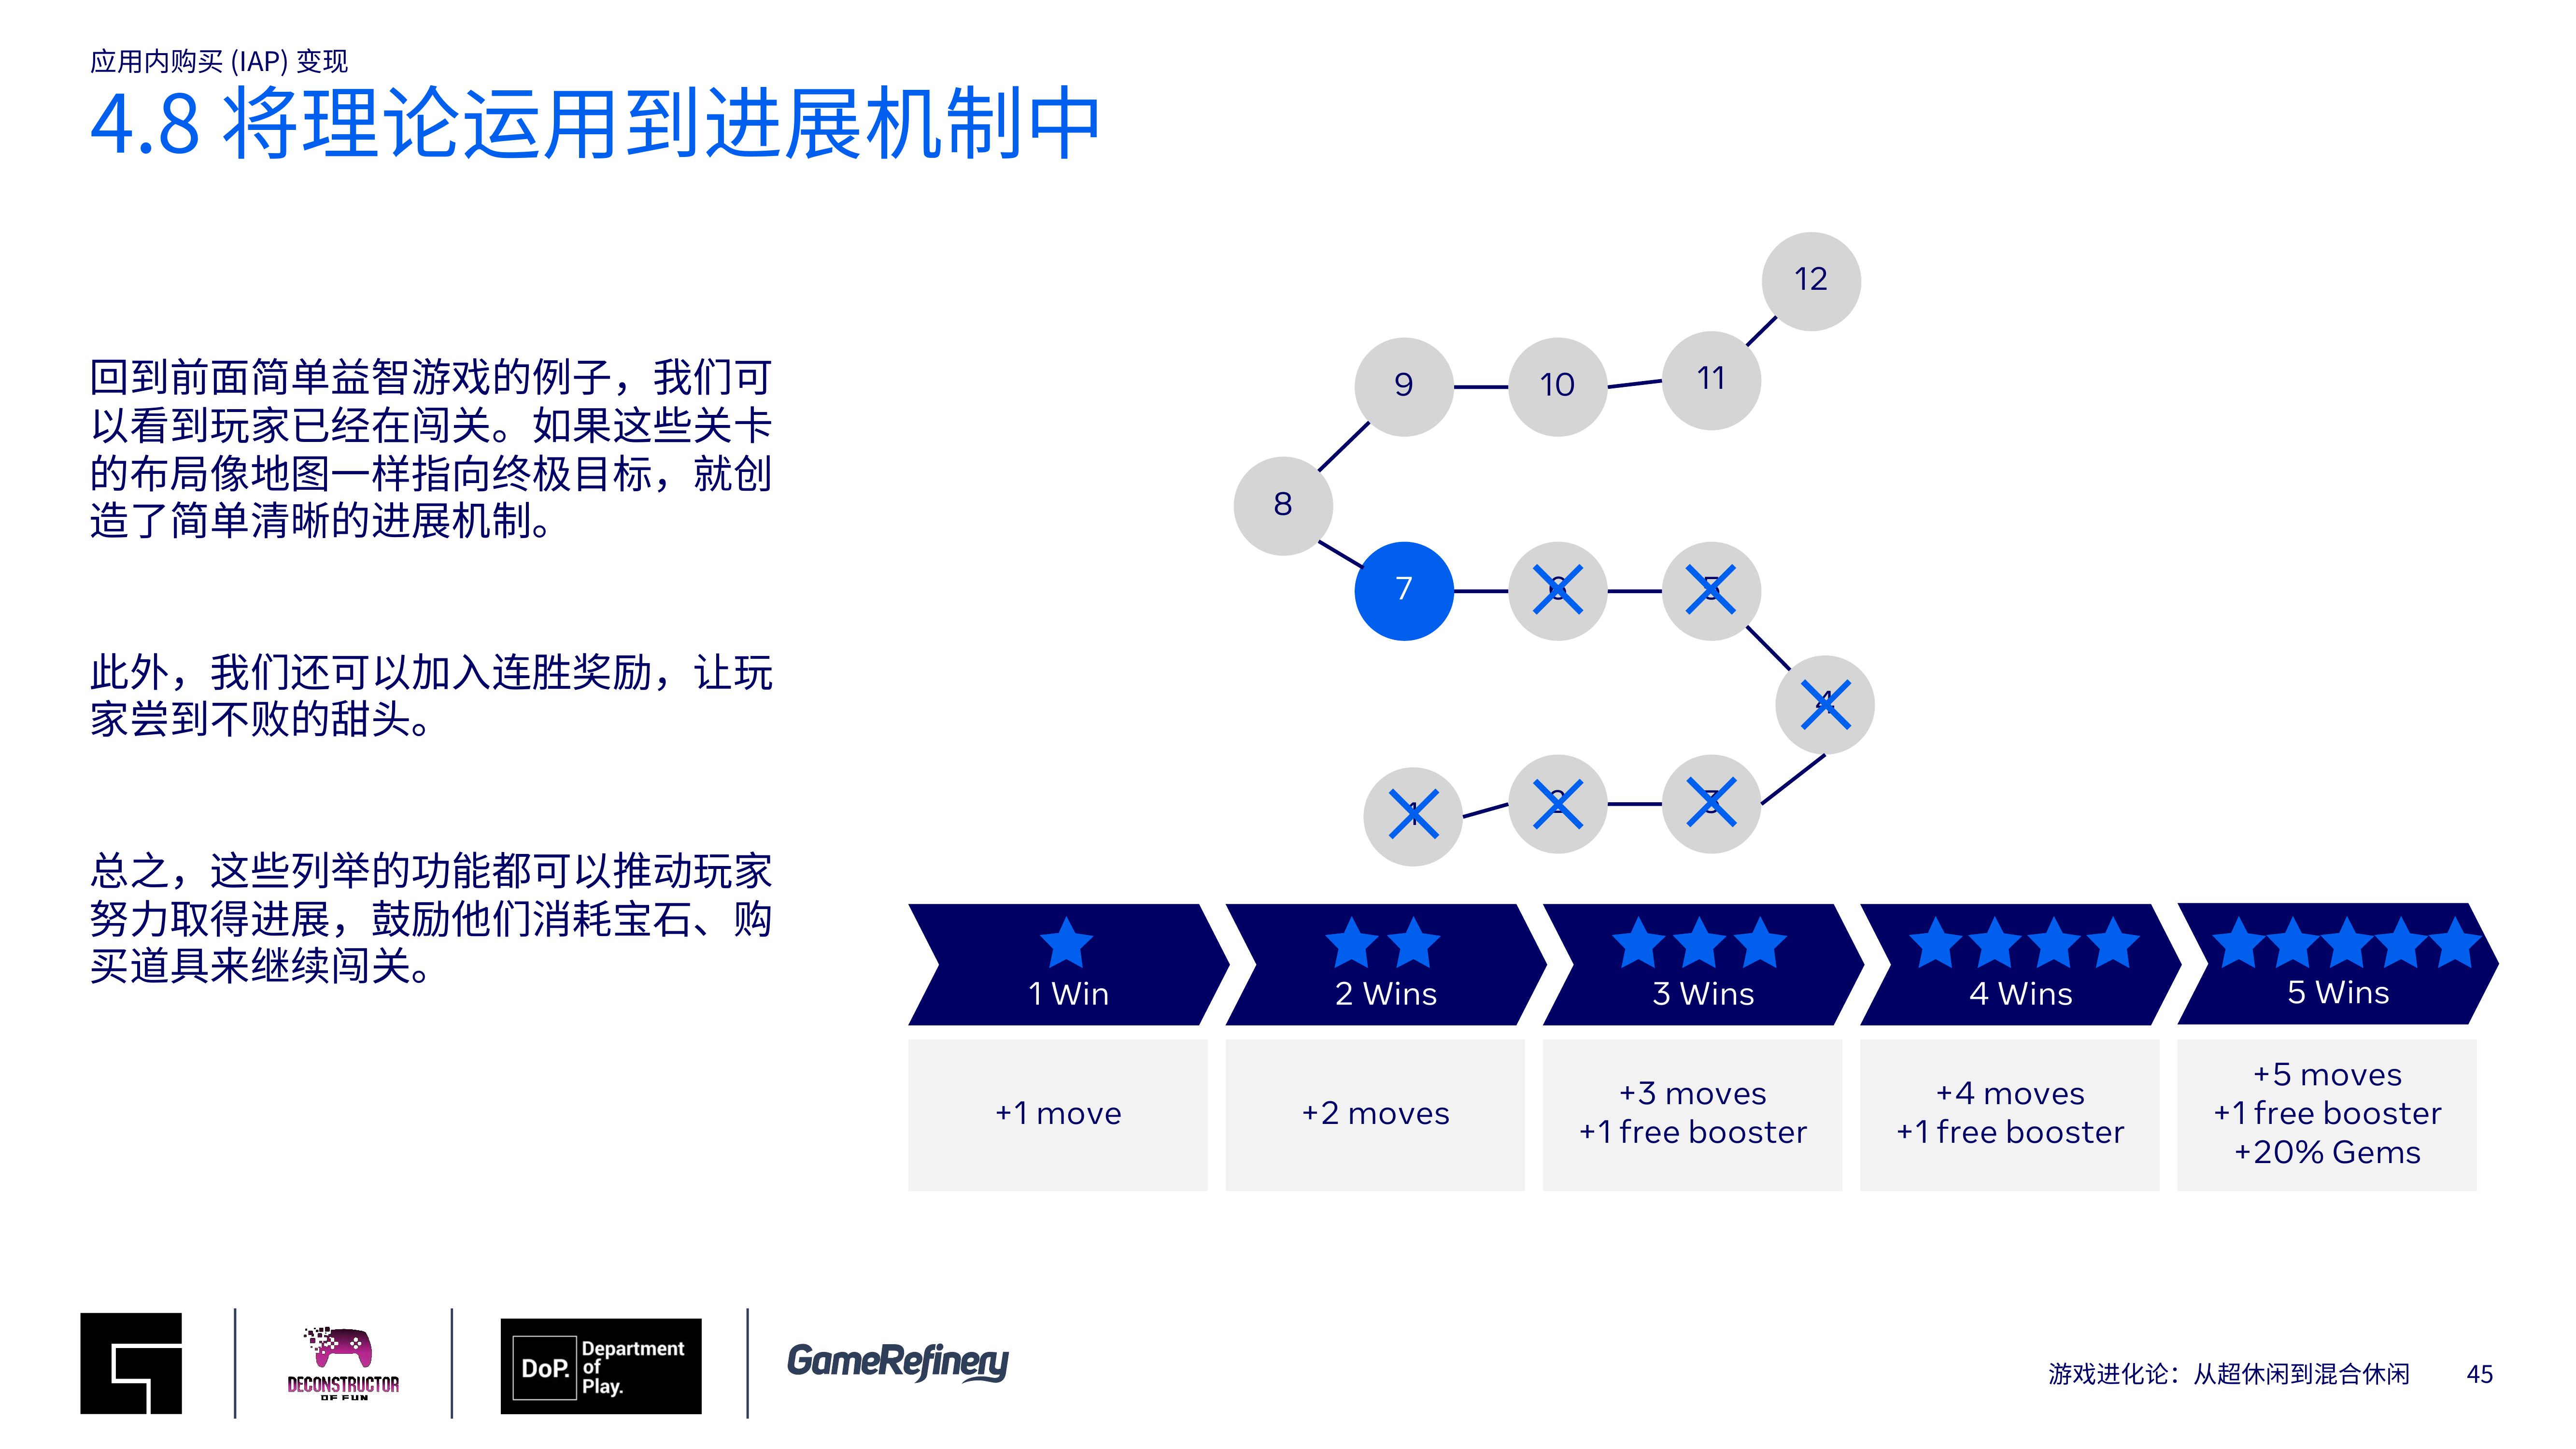 应用内购买 (IAP) 变现
4.8 将理论运用到进展机制中
回到前面简单益智游戏的例子，我们可
以看到玩家已经在闯关。如果这些关卡
的布局像地图一样指向终极目标，就创
造了简单清晰的进展机制。
此外，我们还可以加入连胜奖励，让玩
家尝到不败的甜头。
总之，这些列举的功能都可以推动玩家
努力取得进展，鼓励他们消耗宝石、购
买道具来继续闯关。
12
9
10
11
8
7
6
5
4
1
2
3
1 Win
2 Wins
3 Wins
4 Wins
5 Wins
+1 move
+2 moves
+3 moves
+1 free booster
+4 moves
+1 free booster
+5 moves
+1 free booster
+20% Gems
DECONSTRUCTOR
OF FUN
DoP.
Department
of
Play.
GameRefinery
游戏进化论：从超休闲到混合休闲
45